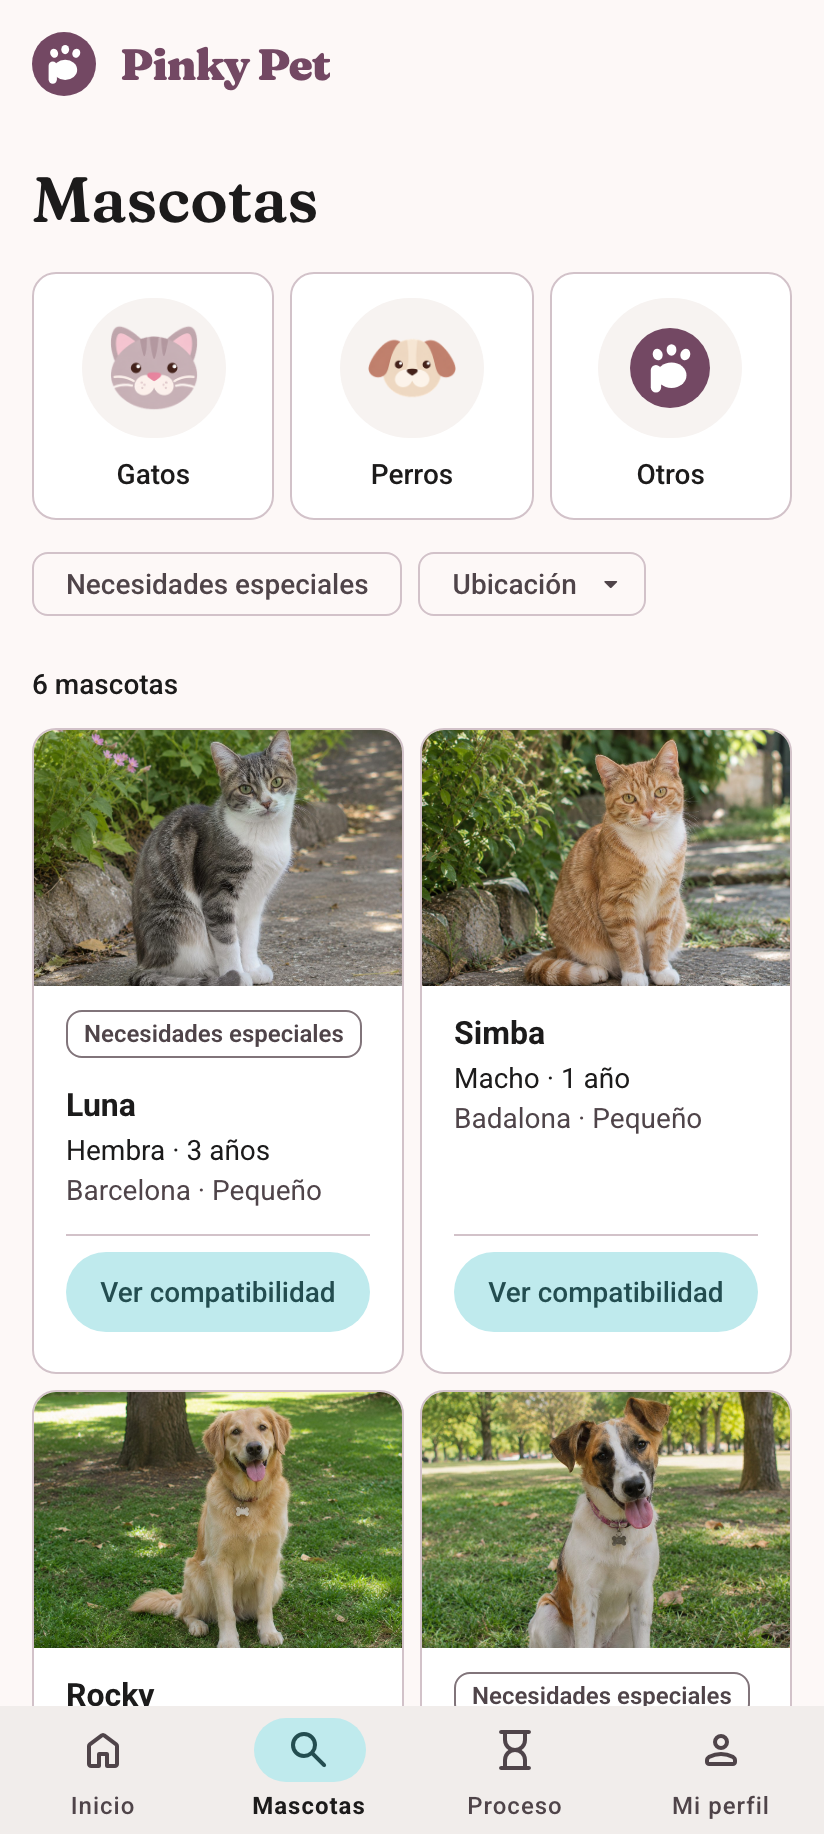 Pinky Pet
Mascotas
Gatos
Perros
Otros
Necesidades especiales
Ubicación
6 mascotas
Necesidades especiales
Luna
Hembra · 3 años
Barcelona · Pequeño
Ver compatibilidad
Simba
Macho · 1 año
Badalona · Pequeño
Ver compatibilidad
Rocky
Necesidades especiales
Inicio
Mascotas
Proceso
Mi perfil